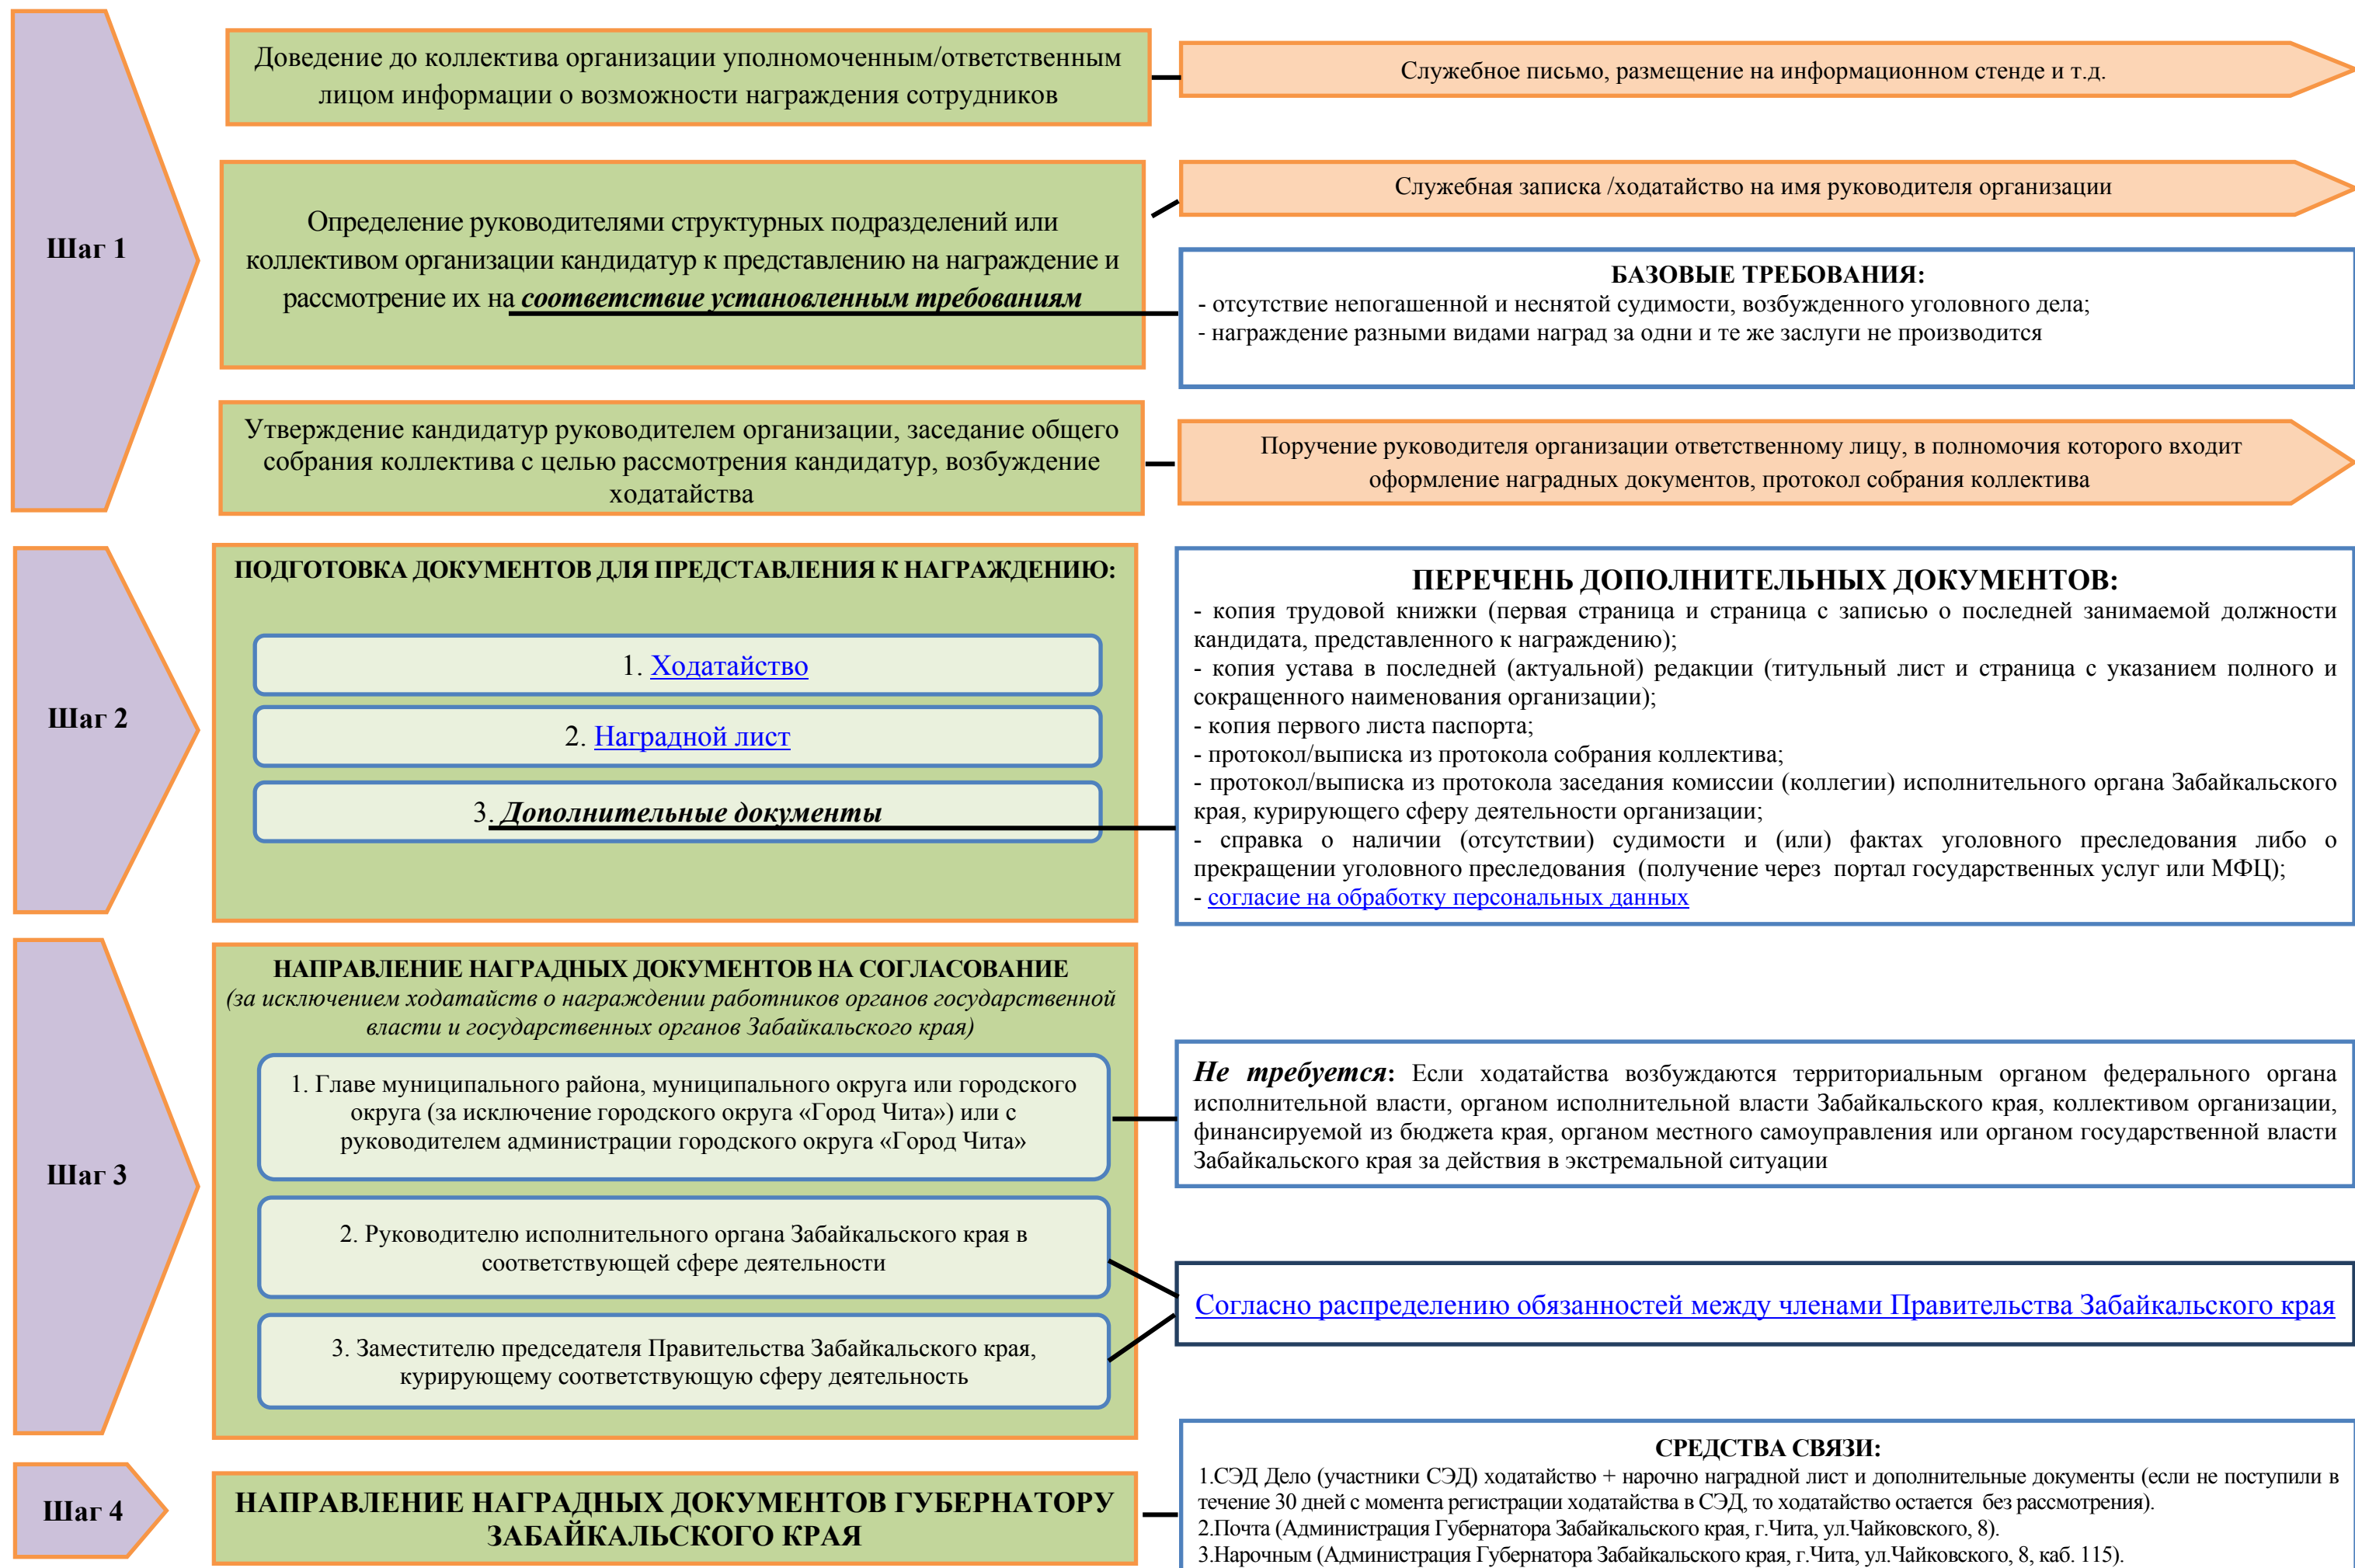 Шаг 1
Доведение до коллектива организации уполномоченным/ответственным
лицом информации о возможности награждения сотрудников
Служебное письмо, размещение на информационном стенде и т.д.
Определение руководителями структурных подразделений или
коллективом организации кандидатур к представлению на награждение и
рассмотрение их на соответствие установленным требованиям
Служебная записка /ходатайство на имя руководителя организации
БАЗОВЫЕ ТРЕБОВАНИЯ:
- отсутствие непогашенной и неснятой судимости, возбужденного уголовного дела;
- награждение разными видами наград за одни и те же заслуги не производится
Утверждение кандидатур руководителем организации, заседание общего
собрания коллектива с целью рассмотрения кандидатур, возбуждение
ходатайства
Поручение руководителя организации ответственному лицу, в полномочия которого входит
оформление наградных документов, протокол собрания коллектива
Шаг 2
ПОДГОТОВКА ДОКУМЕНТОВ ДЛЯ ПРЕДСТАВЛЕНИЯ К НАГРАЖДЕНИЮ:
1. Ходатайство
2. Наградной лист
3. Дополнительные документы
ПЕРЕЧЕНЬ ДОПОЛНИТЕЛЬНЫХ ДОКУМЕНТОВ:
- копия трудовой книжки (первая страница и страница с записью о последней занимаемой должности
кандидата, представленного к награждению);
- копия устава в последней (актуальной) редакции (титульный лист и страница с указанием полного и
сокращенного наименования организации);
- копия первого листа паспорта;
- протокол/выписка из протокола собрания коллектива;
- протокол/выписка из протокола заседания комиссии (коллегии) исполнительного органа Забайкальского
края, курирующего сферу деятельности организации;
- справка о наличии (отсутствии) судимости и (или) фактах уголовного преследования либо о
прекращении уголовного преследования (получение через портал государственных услуг или МФЦ);
- согласие на обработку персональных данных
Шаг 3
НАПРАВЛЕНИЕ НАГРАДНЫХ ДОКУМЕНТОВ НА СОГЛАСОВАНИЕ
(за исключением ходатайств о награждении работников органов государственной
власти и государственных органов Забайкальского края)
1. Главе муниципального района, муниципального округа или городского
округа (за исключение городского округа «Город Чита») или с
руководителем администрации городского округа «Город Чита»
Не требуется: Если ходатайства возбуждаются территориальным органом федерального органа
исполнительной власти, органом исполнительной власти Забайкальского края, коллективом организации,
финансируемой из бюджета края, органом местного самоуправления или органом государственной власти
Забайкальского края за действия в экстремальной ситуации
2. Руководителю исполнительного органа Забайкальского края в
соответствующей сфере деятельности
3. Заместителю председателя Правительства Забайкальского края,
курирующему соответствующую сферу деятельность
Согласно распределению обязанностей между членами Правительства Забайкальского края
Шаг 4
НАПРАВЛЕНИЕ НАГРАДНЫХ ДОКУМЕНТОВ ГУБЕРНАТОРУ
ЗАБАЙКАЛЬСКОГО КРАЯ
СРЕДСТВА СВЯЗИ:
1.СЭД Дело (участники СЭД) ходатайство + нарочно наградной лист и дополнительные документы (если не поступили в
течение 30 дней с момента регистрации ходатайства в СЭД, то ходатайство остается без рассмотрения).
2.Почта (Администрация Губернатора Забайкальского края, г.Чита, ул.Чайковского, 8).
3.Нарочным (Администрация Губернатора Забайкальского края, г.Чита, ул.Чайковского, 8, каб. 115).